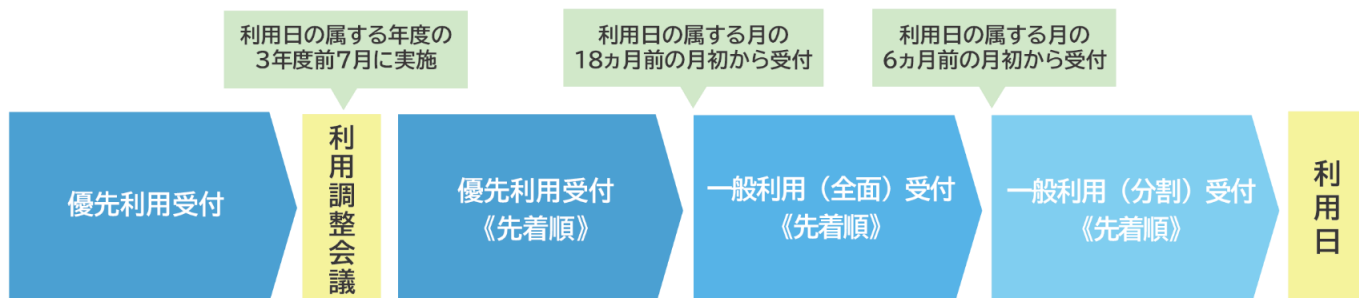 利用日の属する年度の
3年度前7月に実施
利用日の属する月の
18ヵ月前の月初から受付
利用日の属する月の
6ヵ月前の月初から受付
優先利用受付
利用調整会議
優先利用受付
《先着順》
一般利用（全面）受付
《先着順》
一般利用（分割）受付
《先着順》
利用日